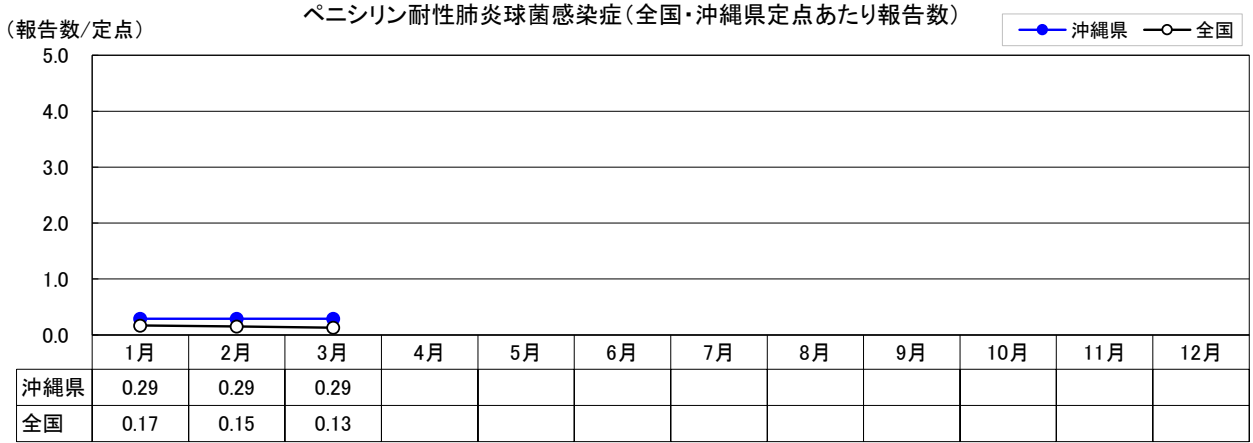 ペニシリン耐性肺炎球菌感染症(全国・沖縄県定点あたり報告数)
(報告数/定点)
沖縄県 全国
5.0
4.0
3.0
2.0
1.0
0.0
1月 2月 3月 4月 5月 6月 7月 8月 9月 10月 11月 12月
沖縄県 0.29 0.29 0.29
全国 0.17 0.15 0.13